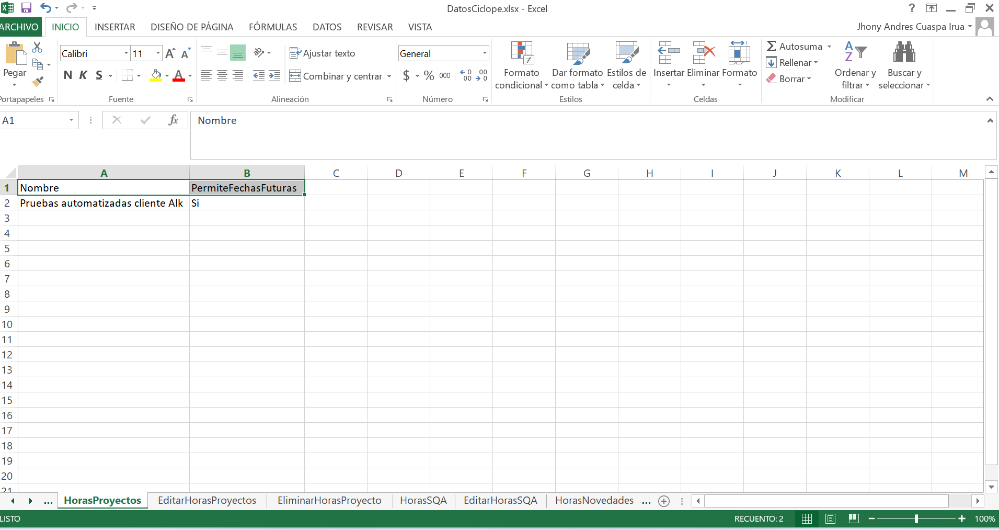 DatosCiclope.xlsx - Excel
?
ARCHIVO INICIO INSERTAR DISEÑO DE PÁGINA FÓRMULAS DATOS REVISAR VISTA
Jhony Andres Cuaspa Irua
Pegar
Portapapeles
Calibri 11
N K S A
Fuente
Ajustar texto
Combinar y centrar
Alineación
General
$ % 000
Número
Formato condicional
Dar formato como tabla
Estilos de celda
Estilos
Insertar Eliminar Formato
Celdas
Autosuma
Rellenar
Borrar
Ordenar y filtrar
Buscar y seleccionar
Modificar
A1 fx Nombre
A B C D E F G H I J K L M
1 Nombre PermiteFechasFuturas
2 Pruebas automatizadas cliente Alk Si
3
4
5
6
7
8
9
10
11
12
13
14
15
16
17
18
19
20
21
... HorasProyectos EditarHorasProyectos EliminarHorasProyecto HorasSQA EditarHorasSQA HorasNovedades ...
LISTO RECUENTO: 2 100%